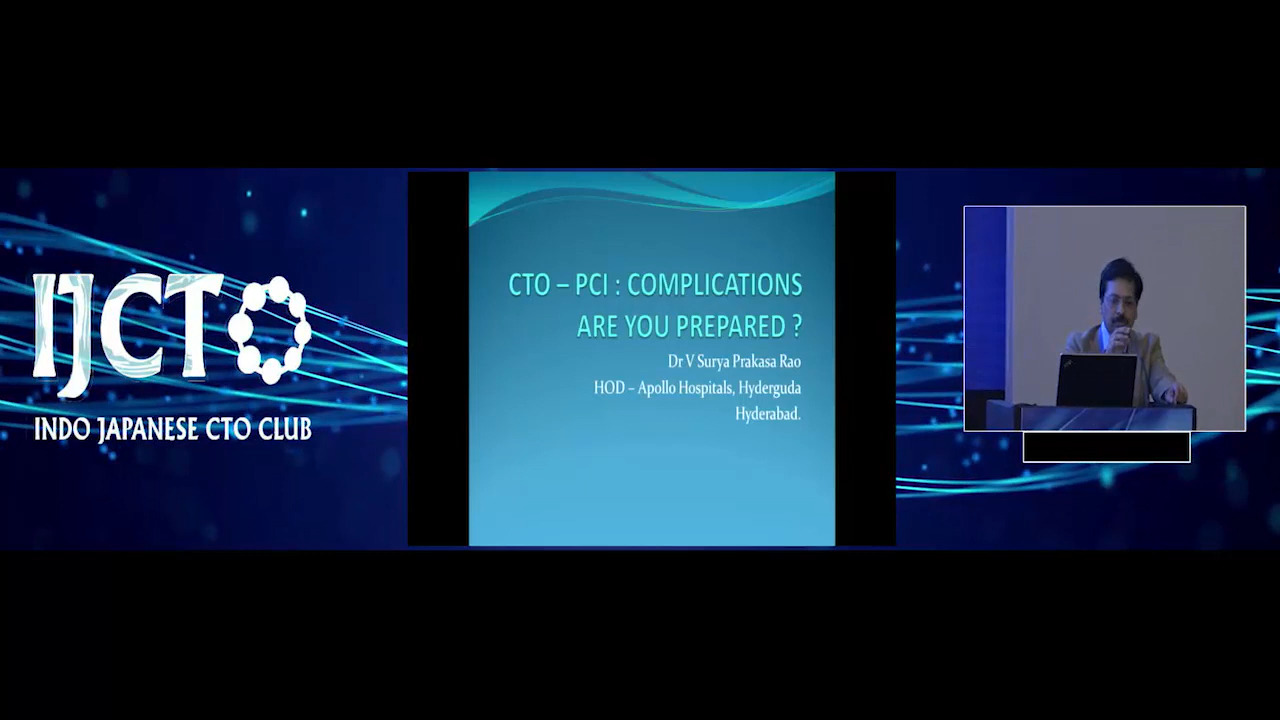 IJCTO
INDO JAPANESE CTO CLUB
CTO – PCI : COMPLICATIONS
ARE YOU PREPARED ?
Dr V Surya Prakasa Rao
HOD – Apollo Hospitals, Hyderguda
Hyderabad.